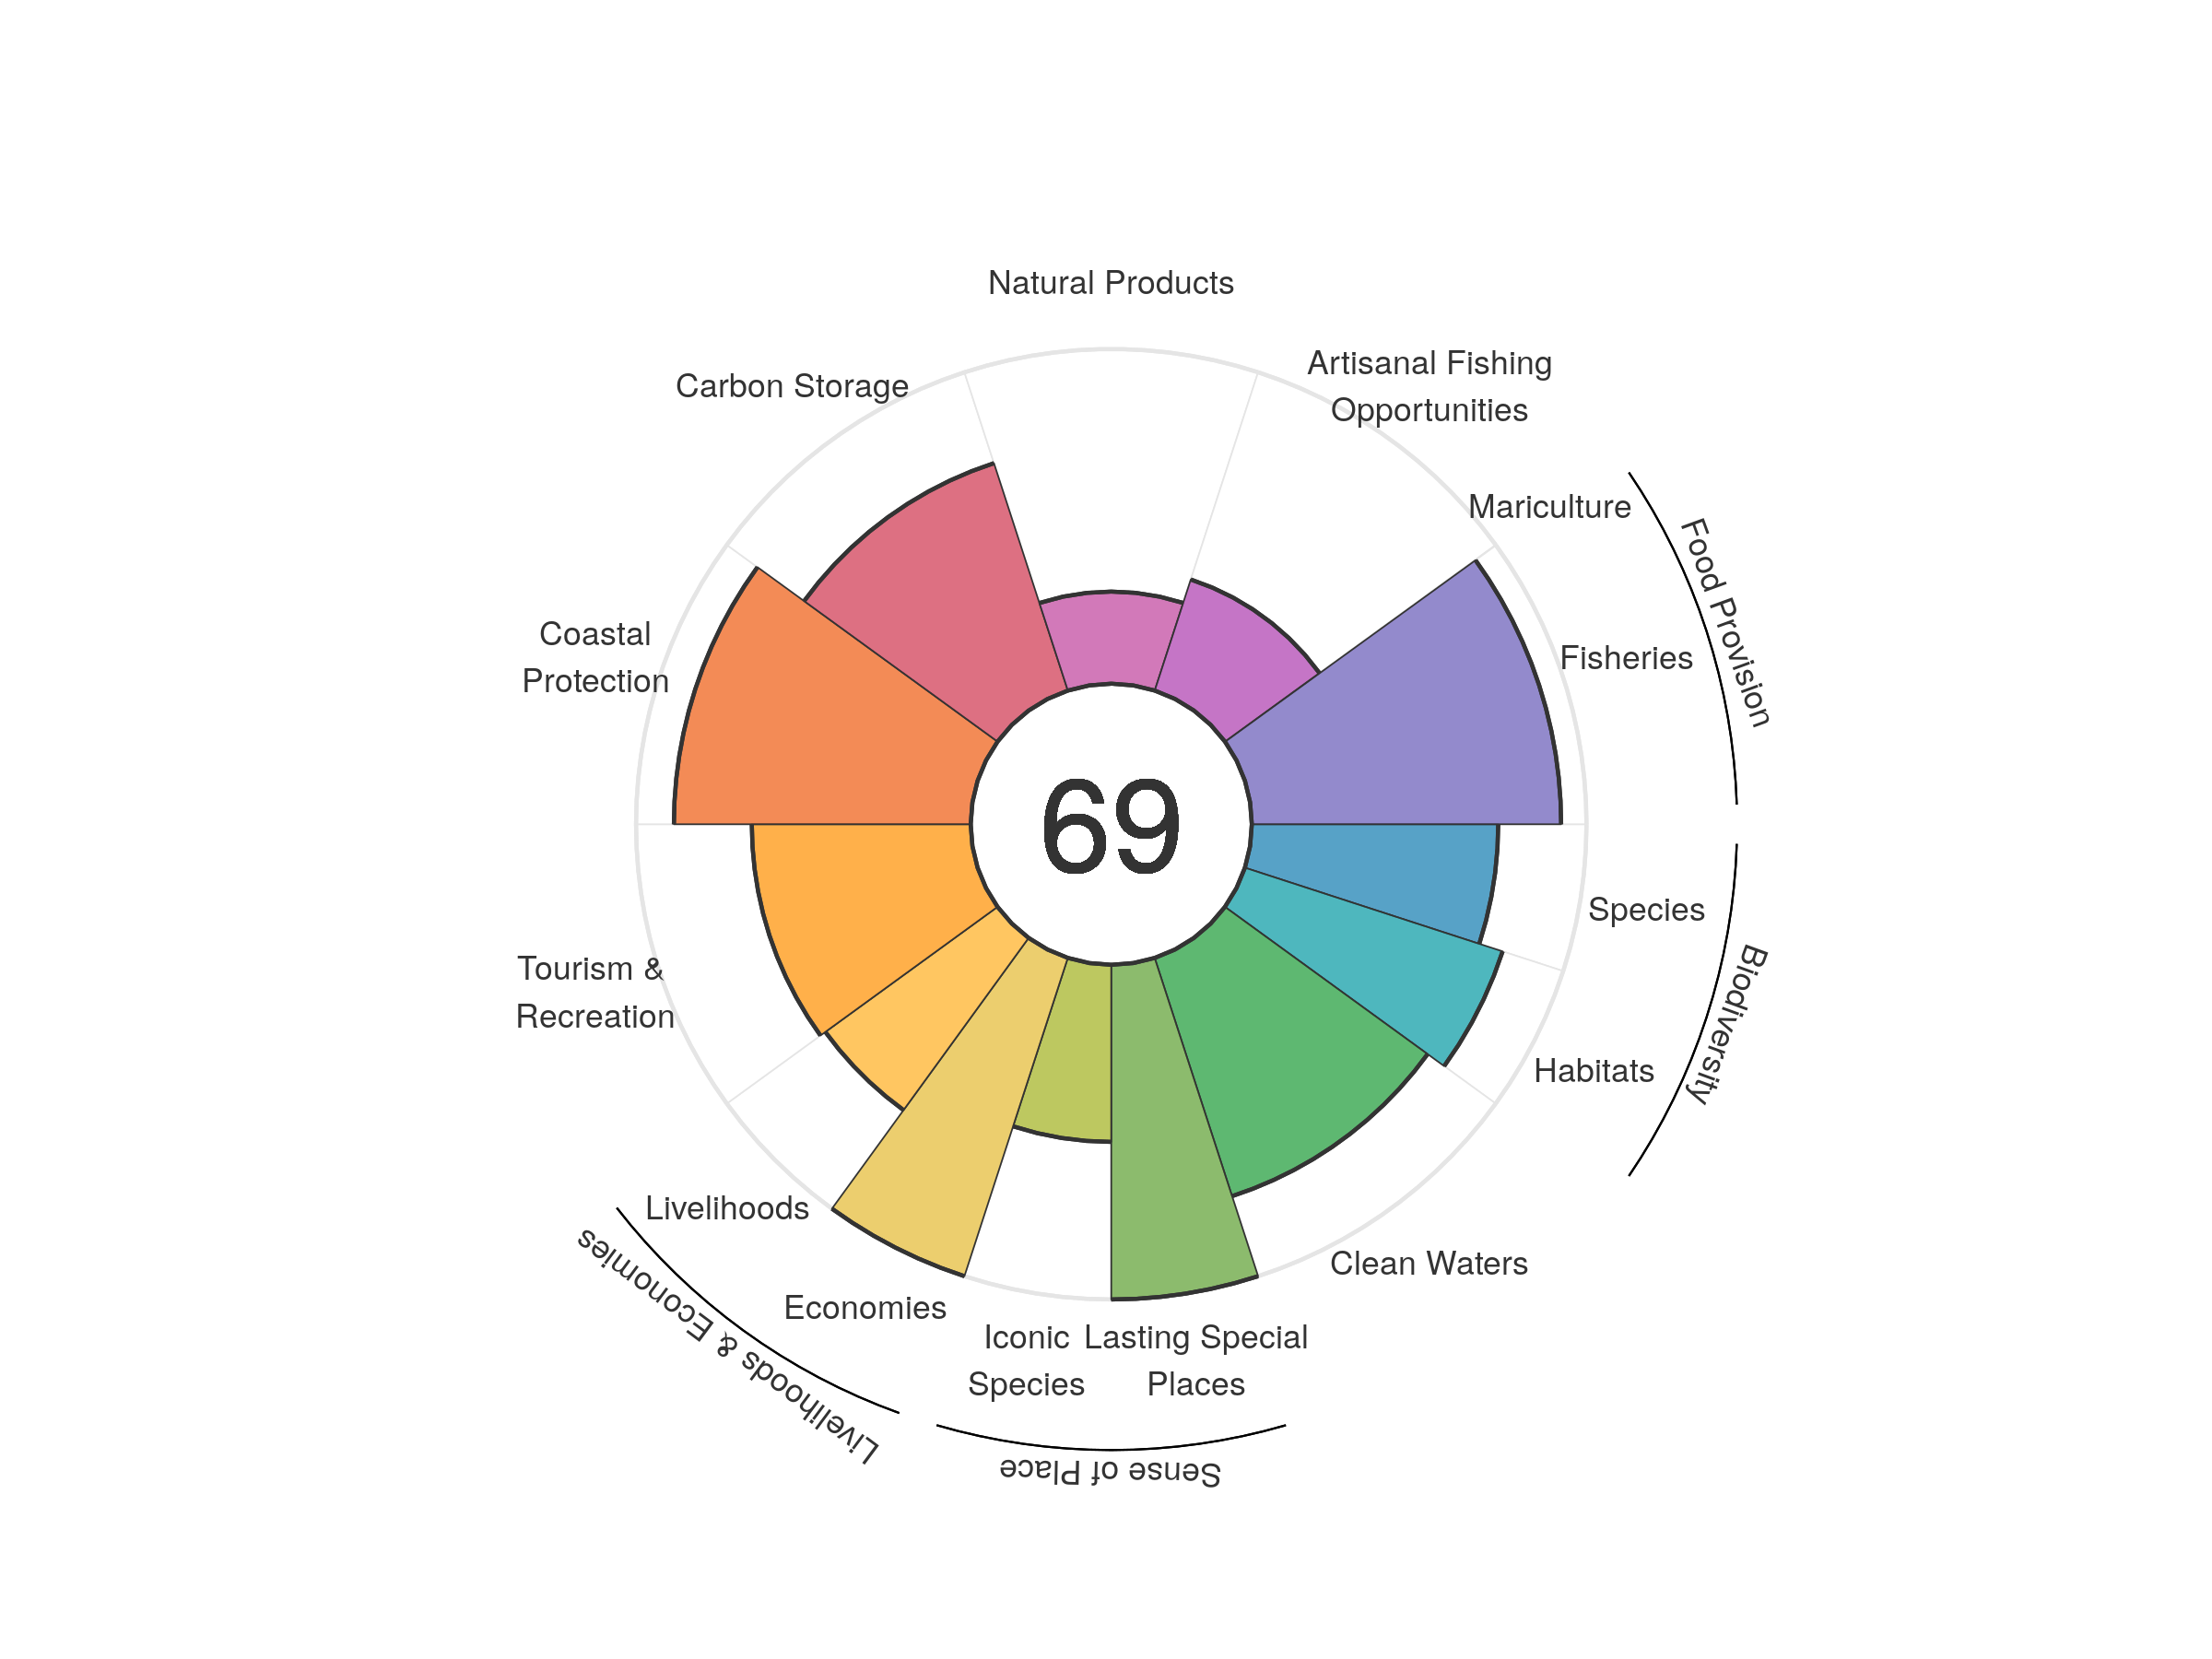 Natural Products
Artisanal Fishing
Opportunities
Carbon Storage
Mariculture
Food Provision
Fisheries
Coastal
Protection
69
Species
Biodiversity
Tourism &
Recreation
Habitats
Livelihoods
Clean Waters
Livelihoods & Economies
Economies
Iconic
Species
Lasting Special
Places
Sense of Place